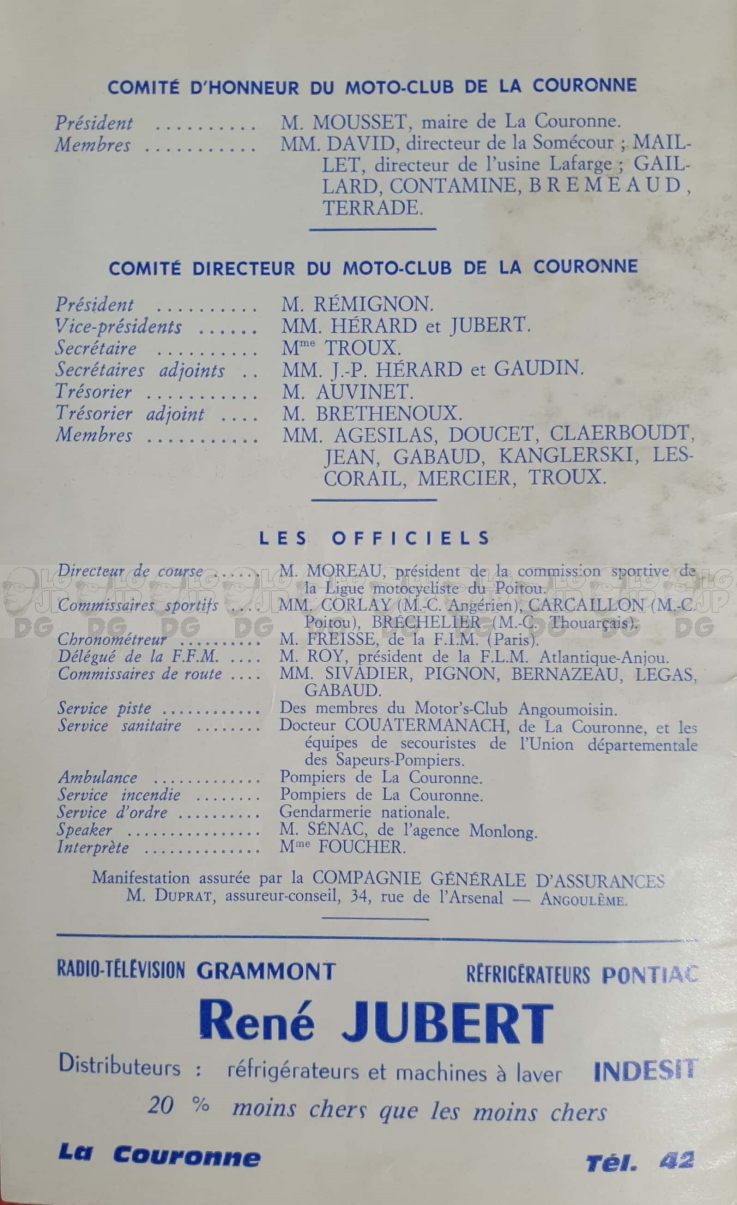 COMITÉ D'HONNEUR DU MOTO-CLUB DE LA COURONNE
Président .......... M. MOUSSET, maire de La Couronne.
Membres ........... MM. DAVID, directeur de la Somécour ; MAIL-
LET, directeur de l'usine Lafarge ; GAIL-
LARD, CONTAMINE, BREMEAUD,
TERRADE.
COMITÉ DIRECTEUR DU MOTO-CLUB DE LA COURONNE
Président .......... M. RÉMIGNON.
Vice-présidents ...... MM. HÉRARD et JUBERT.
Secrétaire .......... Mme TROUX.
Secrétaires adjoints .. MM. J.-P. HÉRARD et GAUDIN.
Trésorier ........... M. AUVINET.
Trésorier adjoint .... M. BRETHENOUX.
Membres ........... MM. AGESILAS, DOUCET, CLAERBOUDT,
JEAN, GABAUD, KANGLERSKI, LES-
CORAIL, MERCIER, TROUX.
LES OFFICIELS
Directeur de course ...... M. MOREAU, président de la commission sportive de
la Ligue motocycliste du Poitou.
Commissaires sportifs .... MM. CORLAY (M.-C. Angérien), CARCAILLON (M.-C.
Poitou), BRECHELIER (M.-C. Thouarçais).
Chronométreur .......... M. FREISSE, de la F.I.M. (Paris).
Délégué de la F.F.M. .... M. ROY, président de la F.L.M. Atlantique-Anjou.
Commissaires de route .... MM. SIVADIER, PIGNON, BERNAZEAU, LEGAS,
GABAUD.
Service piste ............. Des membres du Motor's-Club Angoumoisin.
Service sanitaire ........ Docteur COUATERMANACH, de La Couronne, et les
équipes de secouristes de l'Union départementale
des Sapeurs-Pompiers.
Ambulance ............. Pompiers de La Couronne.
Service incendie ........ Pompiers de La Couronne.
Service d'ordre .......... Gendarmerie nationale.
Speaker ................ M. SÉNAC, de l'agence Monlong.
Interprète .............. Mme FOUCHER.
Manifestation assurée par la COMPAGNIE GÉNÉRALE D'ASSURANCES
M. DUPRAT, assureur-conseil, 34, rue de l'Arsenal — ANGOULÊME.
RADIO-TÉLÉVISION GRAMMONT RÉFRIGÉRATEURS PONTIAC
René JUBERT
Distributeurs : réfrigérateurs et machines à laver INDESIT
20 % moins chers que les moins chers
La Couronne Tél. 42